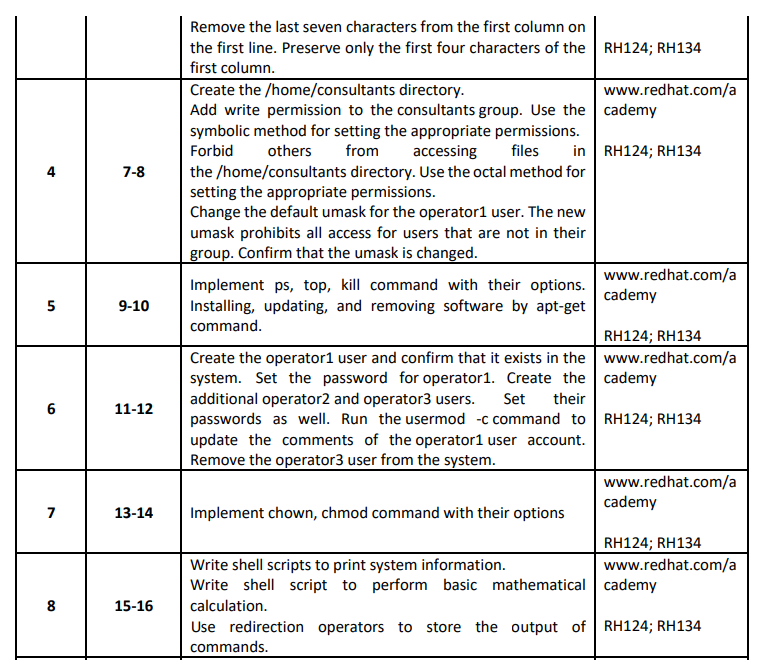 Remove the last seven characters from the first column on
the first line. Preserve only the first four characters of the
first column.
RH124; RH134
4
7-8
Create the /home/consultants directory.
Add write permission to the consultants group. Use the
symbolic method for setting the appropriate permissions.
Forbid others from accessing files in
the /home/consultants directory. Use the octal method for
setting the appropriate permissions.
Change the default umask for the operator1 user. The new
umask prohibits all access for users that are not in their
group. Confirm that the umask is changed.
www.redhat.com/a
cademy
RH124; RH134
5
9-10
Implement ps, top, kill command with their options.
Installing, updating, and removing software by apt-get
command.
www.redhat.com/a
cademy
RH124; RH134
6
11-12
Create the operator1 user and confirm that it exists in the
system. Set the password for operator1. Create the
additional operator2 and operator3 users. Set their
passwords as well. Run the usermod -c command to
update the comments of the operator1 user account.
Remove the operator3 user from the system.
www.redhat.com/a
cademy
RH124; RH134
7
13-14
Implement chown, chmod command with their options
www.redhat.com/a
cademy
RH124; RH134
8
15-16
Write shell scripts to print system information.
Write shell script to perform basic mathematical
calculation.
Use redirection operators to store the output of
commands.
www.redhat.com/a
cademy
RH124; RH134